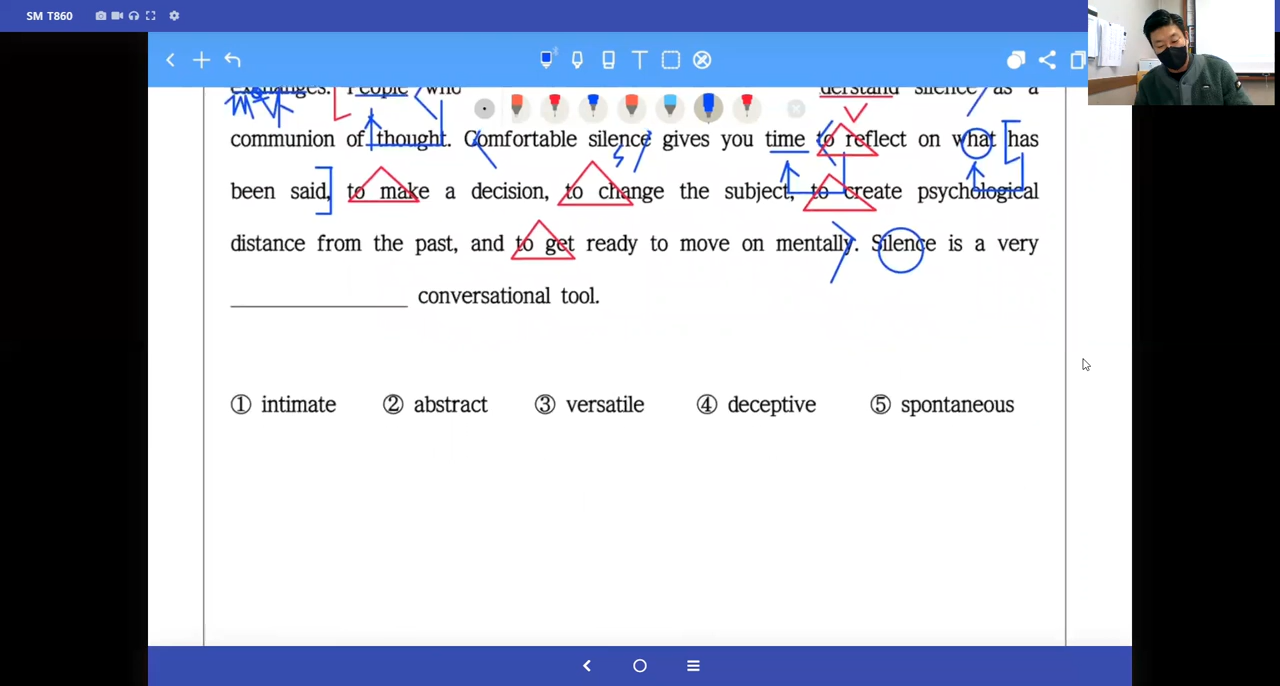 SM T860
exchanges. People who derstand silence as a
communion of thought. Comfortable silence gives you time to reflect on what has
been said, to make a decision, to change the subject, to create psychological
distance from the past, and to get ready to move on mentally. Silence is a very
conversational tool.
① intimate ② abstract ③ versatile ④ deceptive ⑤ spontaneous